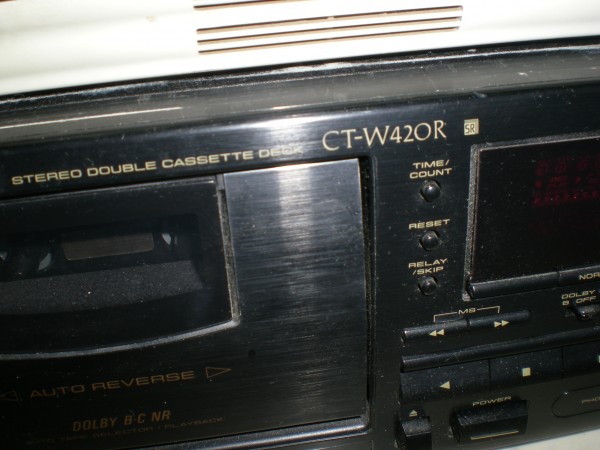 CT-W420R SR
STEREO DOUBLE CASSETTE DECK
TIME/
COUNT
RESET
RELAY
/SKIP
MS
DOLBY
B OFF
AUTO REVERSE
DOLBY B·C NR
POWER